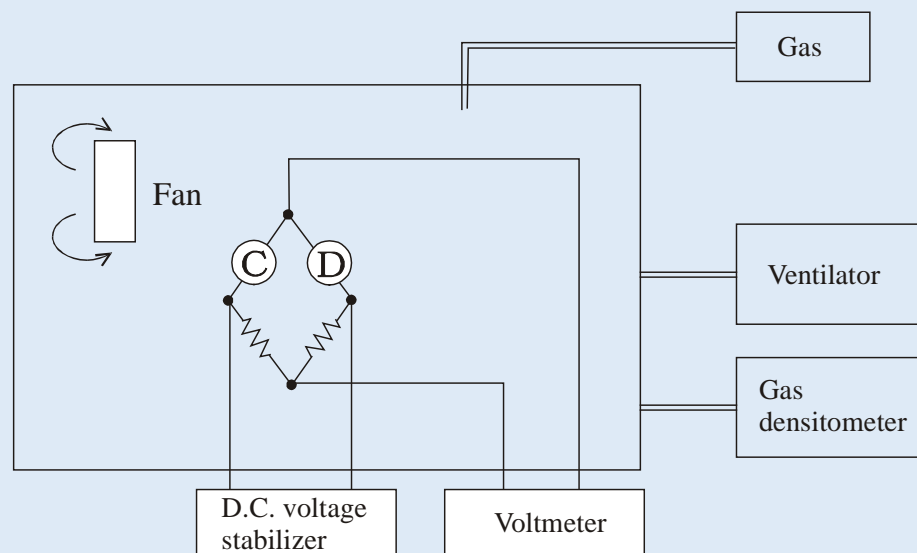 Gas
Fan
C
D
Ventilator
Gas
densitometer
D.C. voltage
stabilizer
Voltmeter